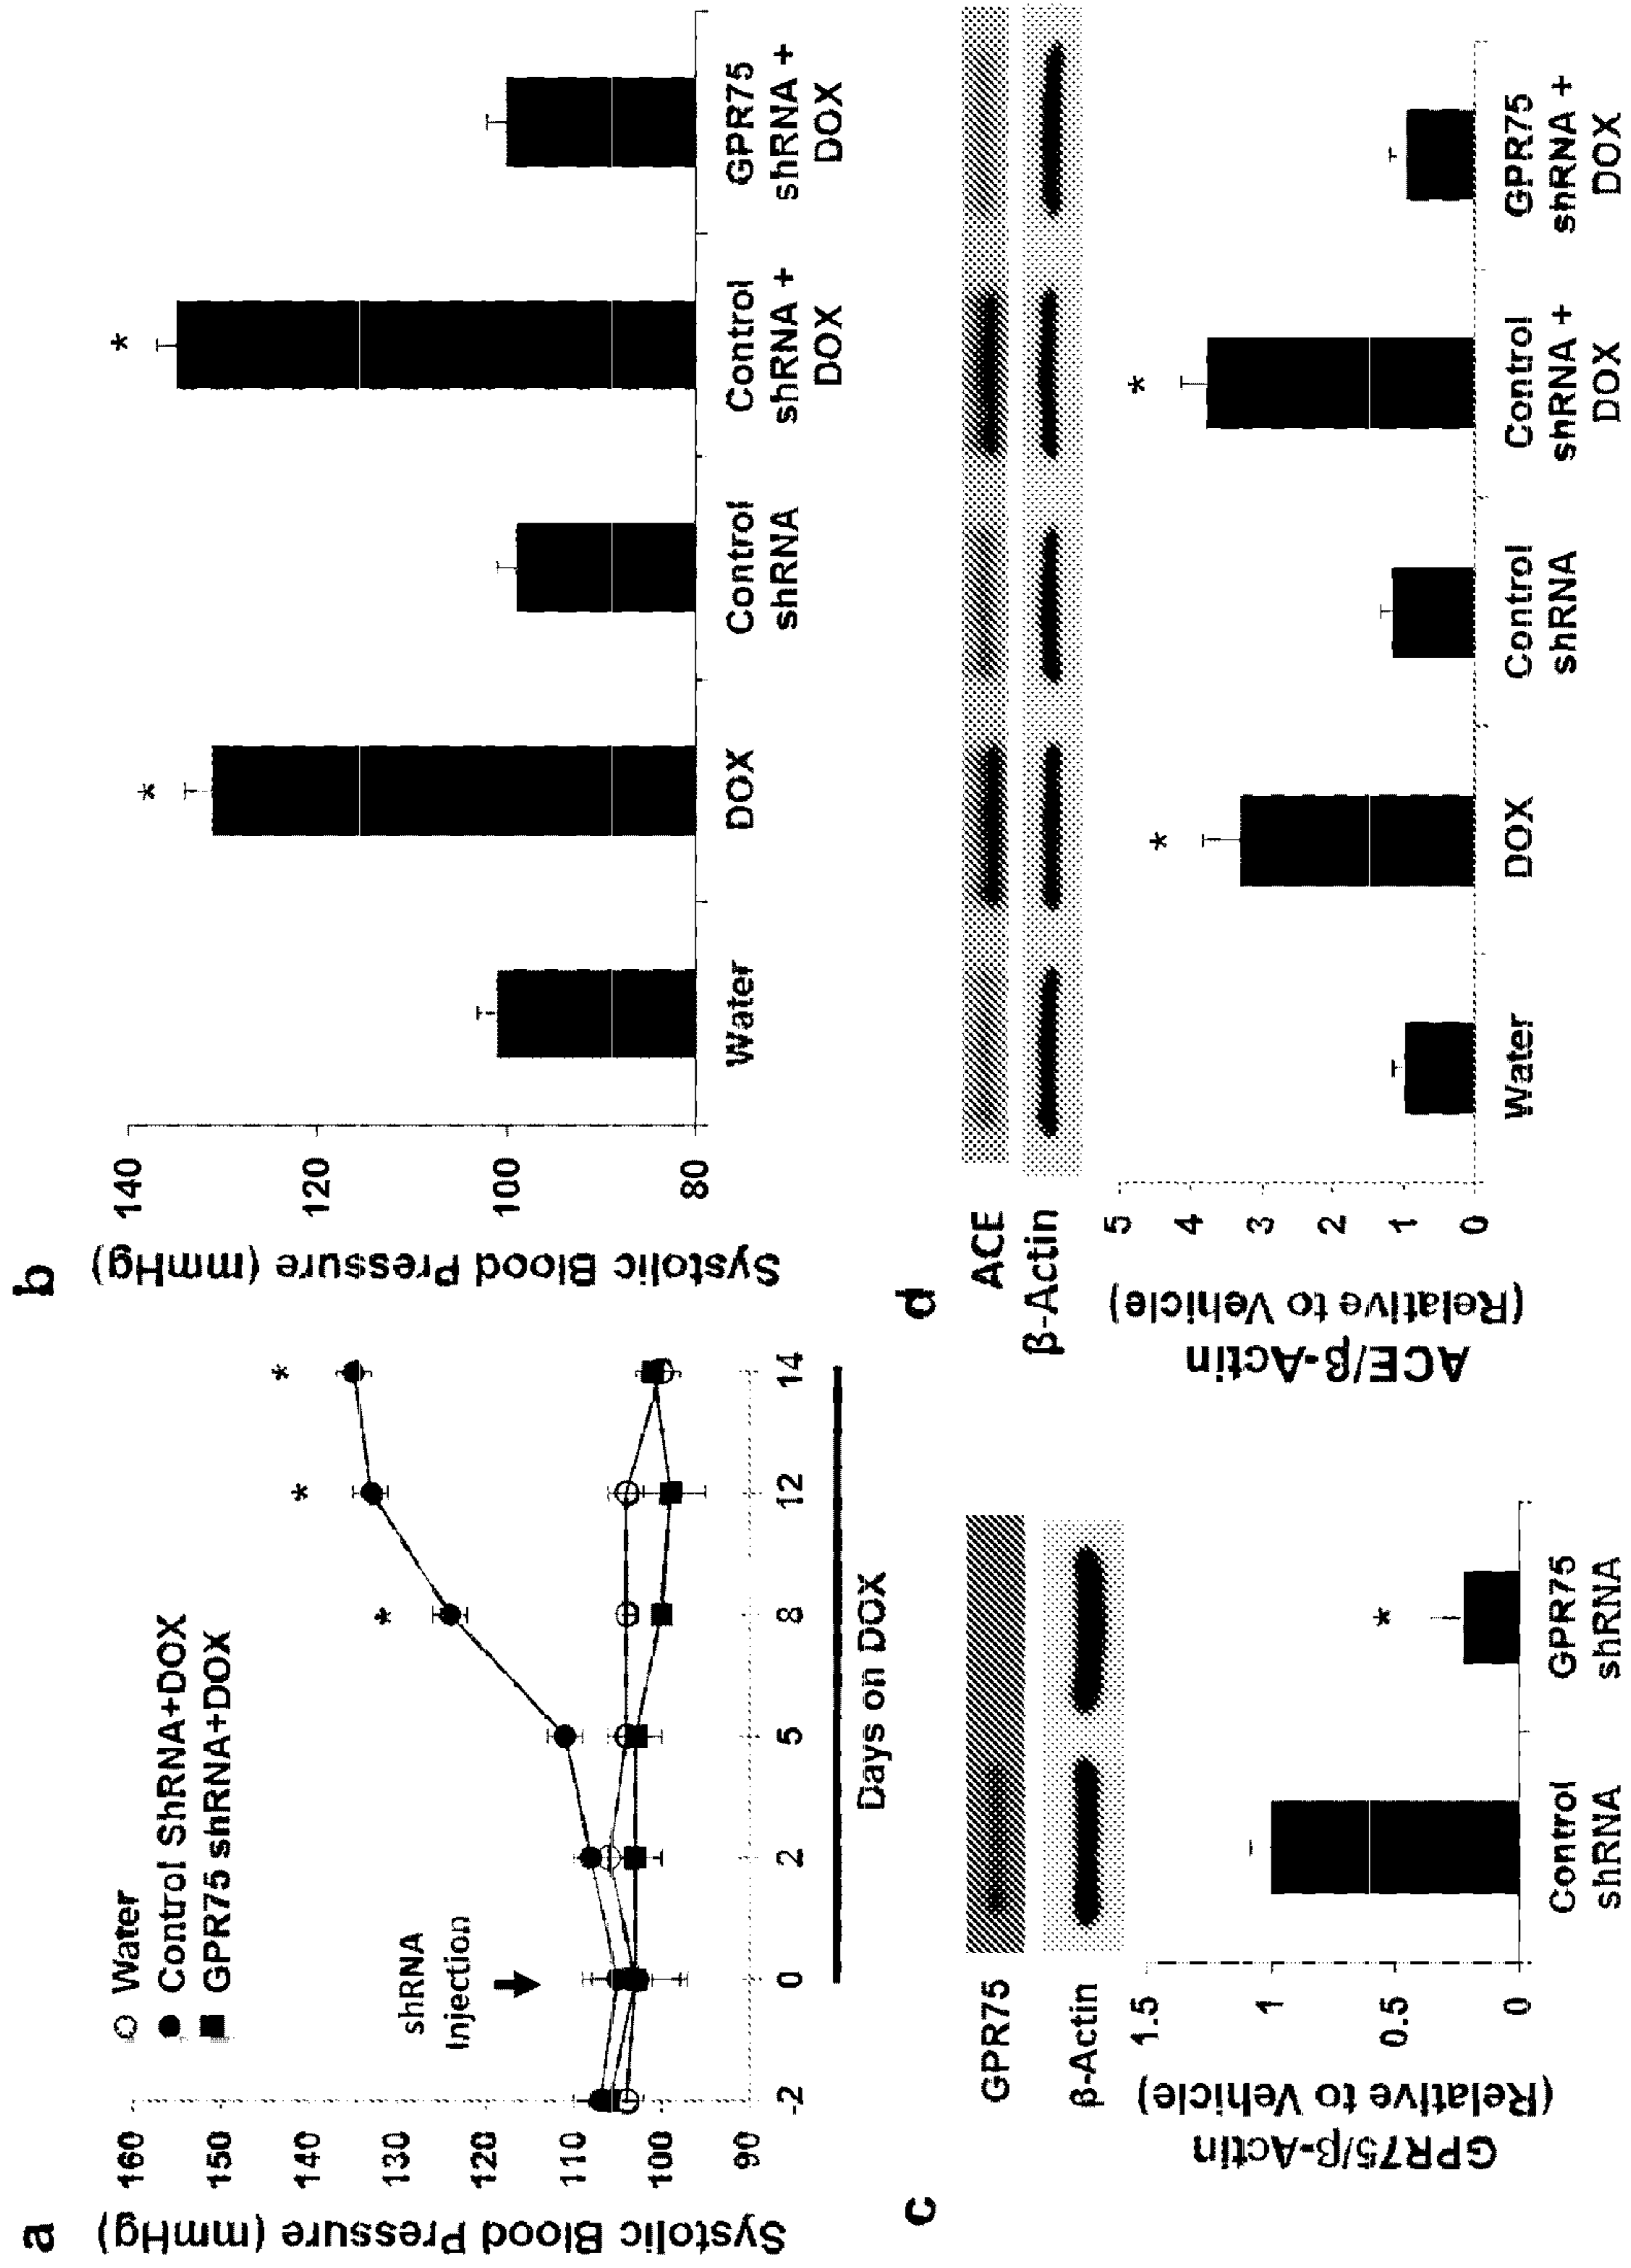 a
Systolic Blood Pressure (mmHg)
160
150
140
130
120
110
100
90
Water
Control ShRNA+DOX
GPR75 shRNA+DOX
shRNA
Injection
*
*
*
-2
0
2
5
8
12
14
Days on DOX
b
Systolic Blood Pressure (mmHg)
140
120
100
80
*
*
Water
DOX
Control
shRNA
Control
shRNA +
DOX
GPR75
shRNA +
DOX
c
GPR75
β-Actin
GPR75/β-Actin
(Relative to Vehicle)
1.5
1
0.5
0
*
Control
shRNA
GPR75
shRNA
d
ACE
β-Actin
ACE/β-Actin
(Relative to Vehicle)
5
4
3
2
1
0
*
*
Water
DOX
Control
shRNA
Control
shRNA +
DOX
GPR75
shRNA +
DOX